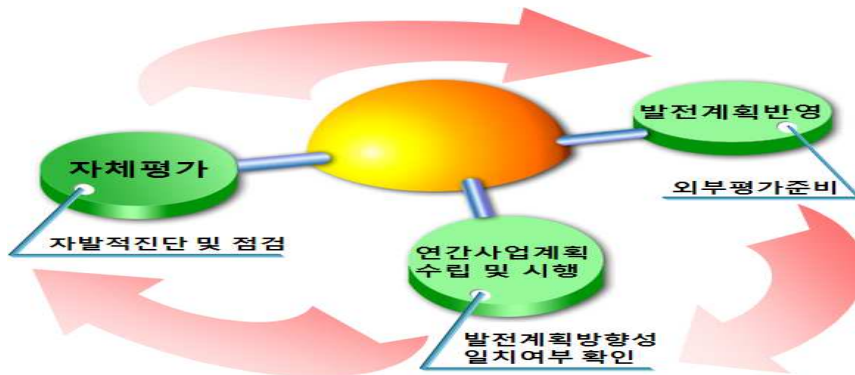 발전계획반영
외부평가준비
자체평가
자발적진단 및 점검
연간사업계획
수립 및 시행
발전계획방향성
일치여부 확인